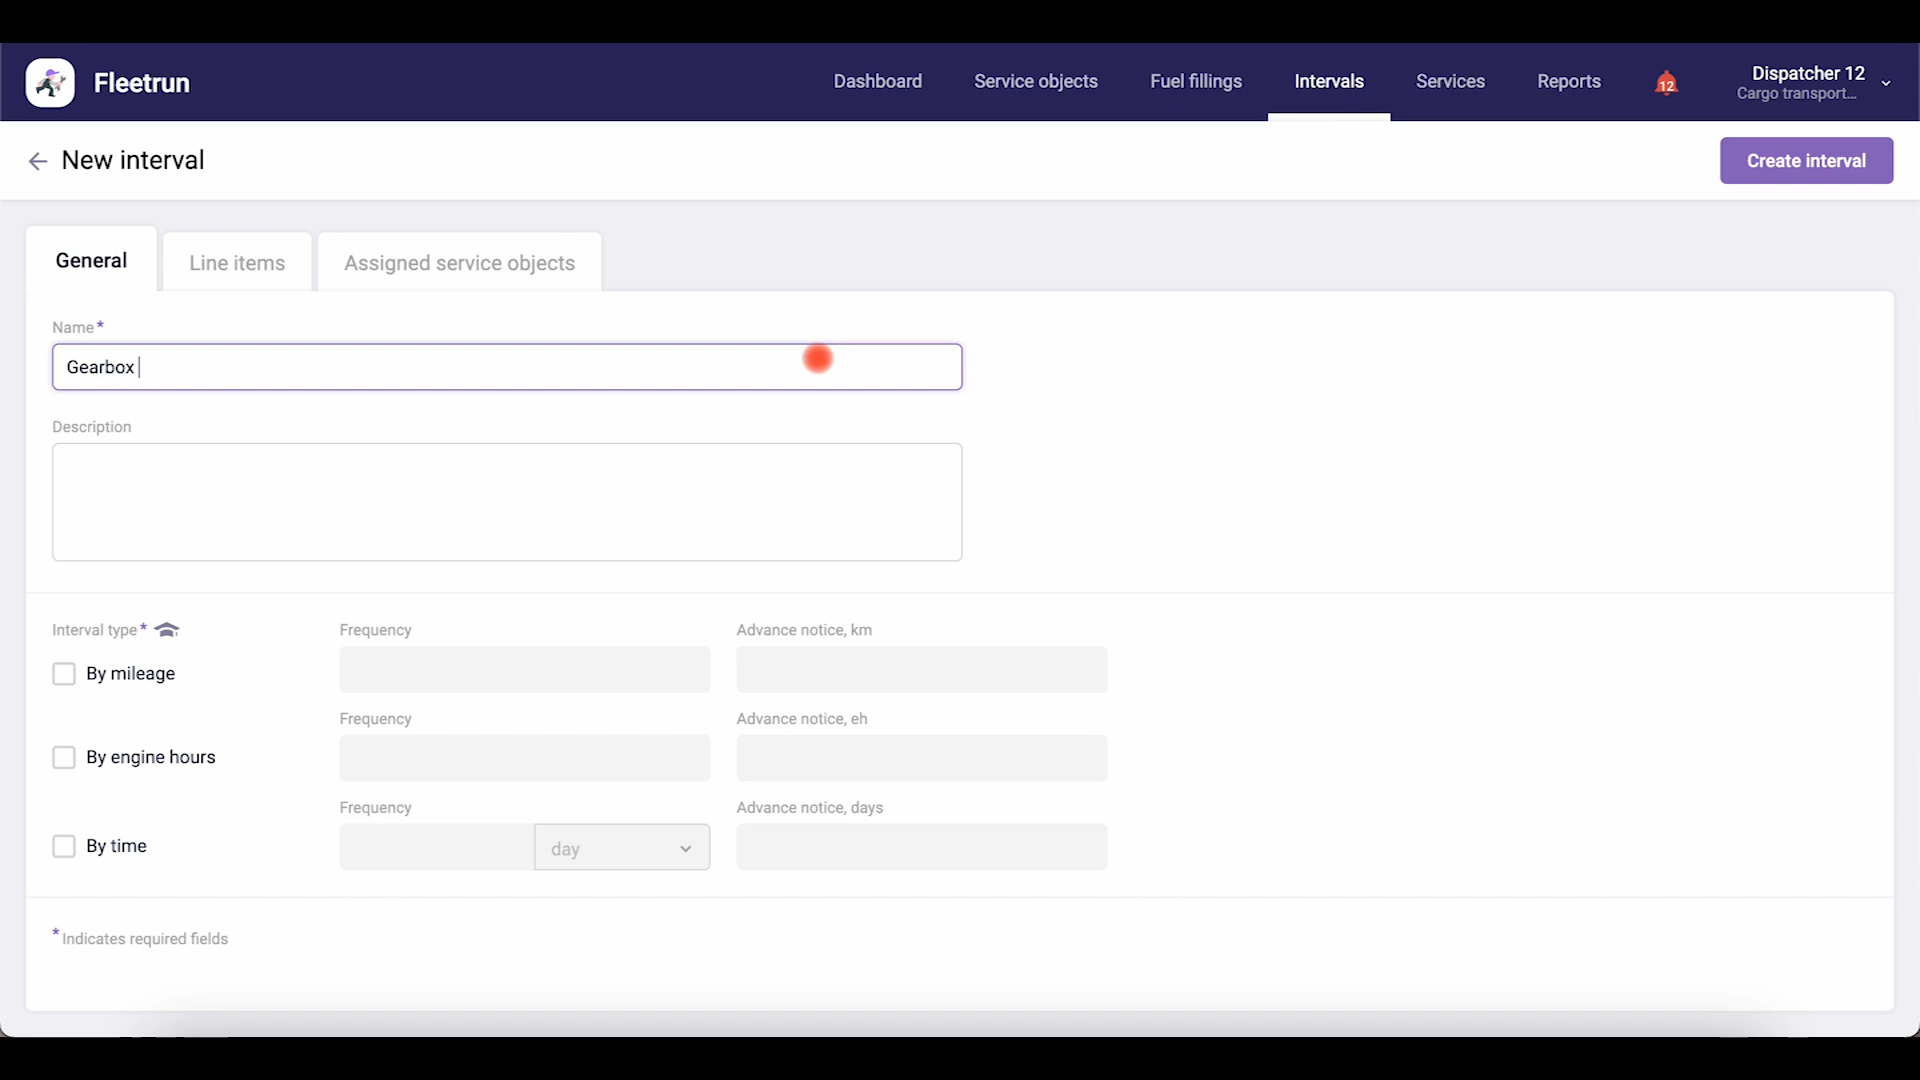 Fleetrun
Dashboard
Service objects
Fuel fillings
Intervals
Services
Reports
12
Dispatcher 12
Cargo transport...
New interval
Create interval
General
Line items
Assigned service objects
Name*
Gearbox
Description
Interval type*
Frequency
Advance notice, km
By mileage
Frequency
Advance notice, eh
By engine hours
Frequency
Advance notice, days
By time
day
* Indicates required fields